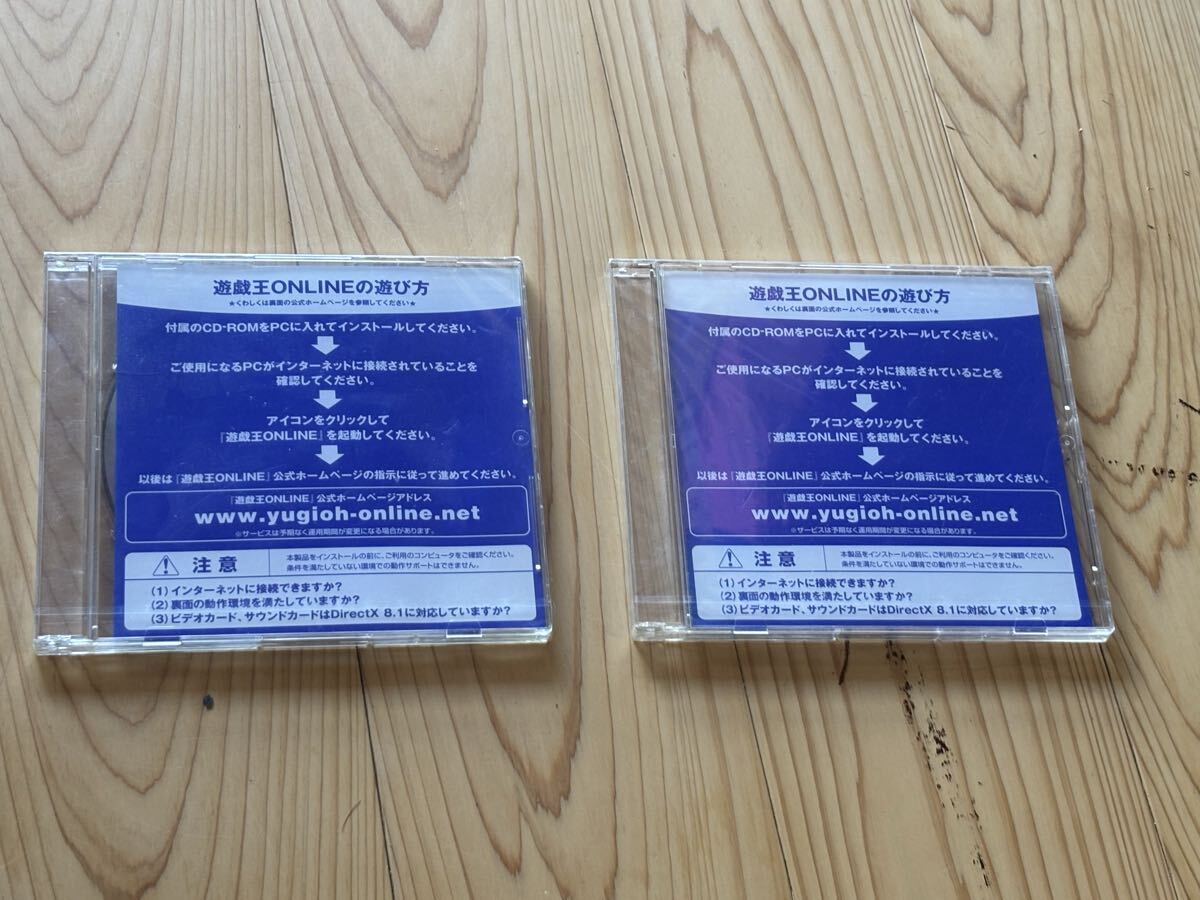 遊戯王ONLINEの遊び方
★くわしくは裏面の公式ホームページを参照してください★
付属のCD-ROMをPCに入れてインストールしてください。
ご使用になるPCがインターネットに接続されていることを
確認してください。
アイコンをクリックして
『遊戯王ONLINE』を起動してください。
以後は『遊戯王ONLINE』公式ホームページの指示に従って進めてください。
『遊戯王ONLINE』公式ホームページアドレス
www.yugioh-online.net
※サービスは予期なく運用期間が変更になる場合があります。
注意
本製品をインストールの前に、ご利用のコンピュータをご確認ください。
条件を満たしていない環境での動作サポートはできません。
(1)インターネットに接続できますか?
(2)裏面の動作環境を満たしていますか?
(3)ビデオカード、サウンドカードはDirectX 8.1に対応していますか?
遊戯王ONLINEの遊び方
★くわしくは裏面の公式ホームページを参照してください★
付属のCD-ROMをPCに入れてインストールしてください。
ご使用になるPCがインターネットに接続されていることを
確認してください。
アイコンをクリックして
『遊戯王ONLINE』を起動してください。
以後は『遊戯王ONLINE』公式ホームページの指示に従って進めてください。
『遊戯王ONLINE』公式ホームページアドレス
www.yugioh-online.net
※サービスは予期なく運用期間が変更になる場合があります。
注意
本製品をインストールの前に、ご利用のコンピュータをご確認ください。
条件を満たしていない環境での動作サポートはできません。
(1)インターネットに接続できますか?
(2)裏面の動作環境を満たしていますか?
(3)ビデオカード、サウンドカードはDirectX 8.1に対応していますか?